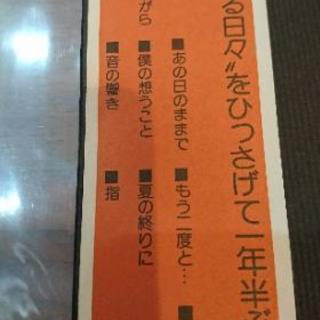 る日々”をひっさげて一年半ぶ
■あの日のままで ■もう二度と… ■
がら ■僕の想うこと ■夏の終りに
■音の響き ■指